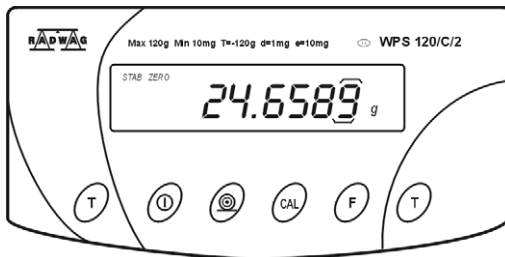 RADWAG
Max 120g Min 10mg T=-120g d=1mg e=10mg WPS 120/C/2
STAB ZERO
24.6589 g
T CAL F T